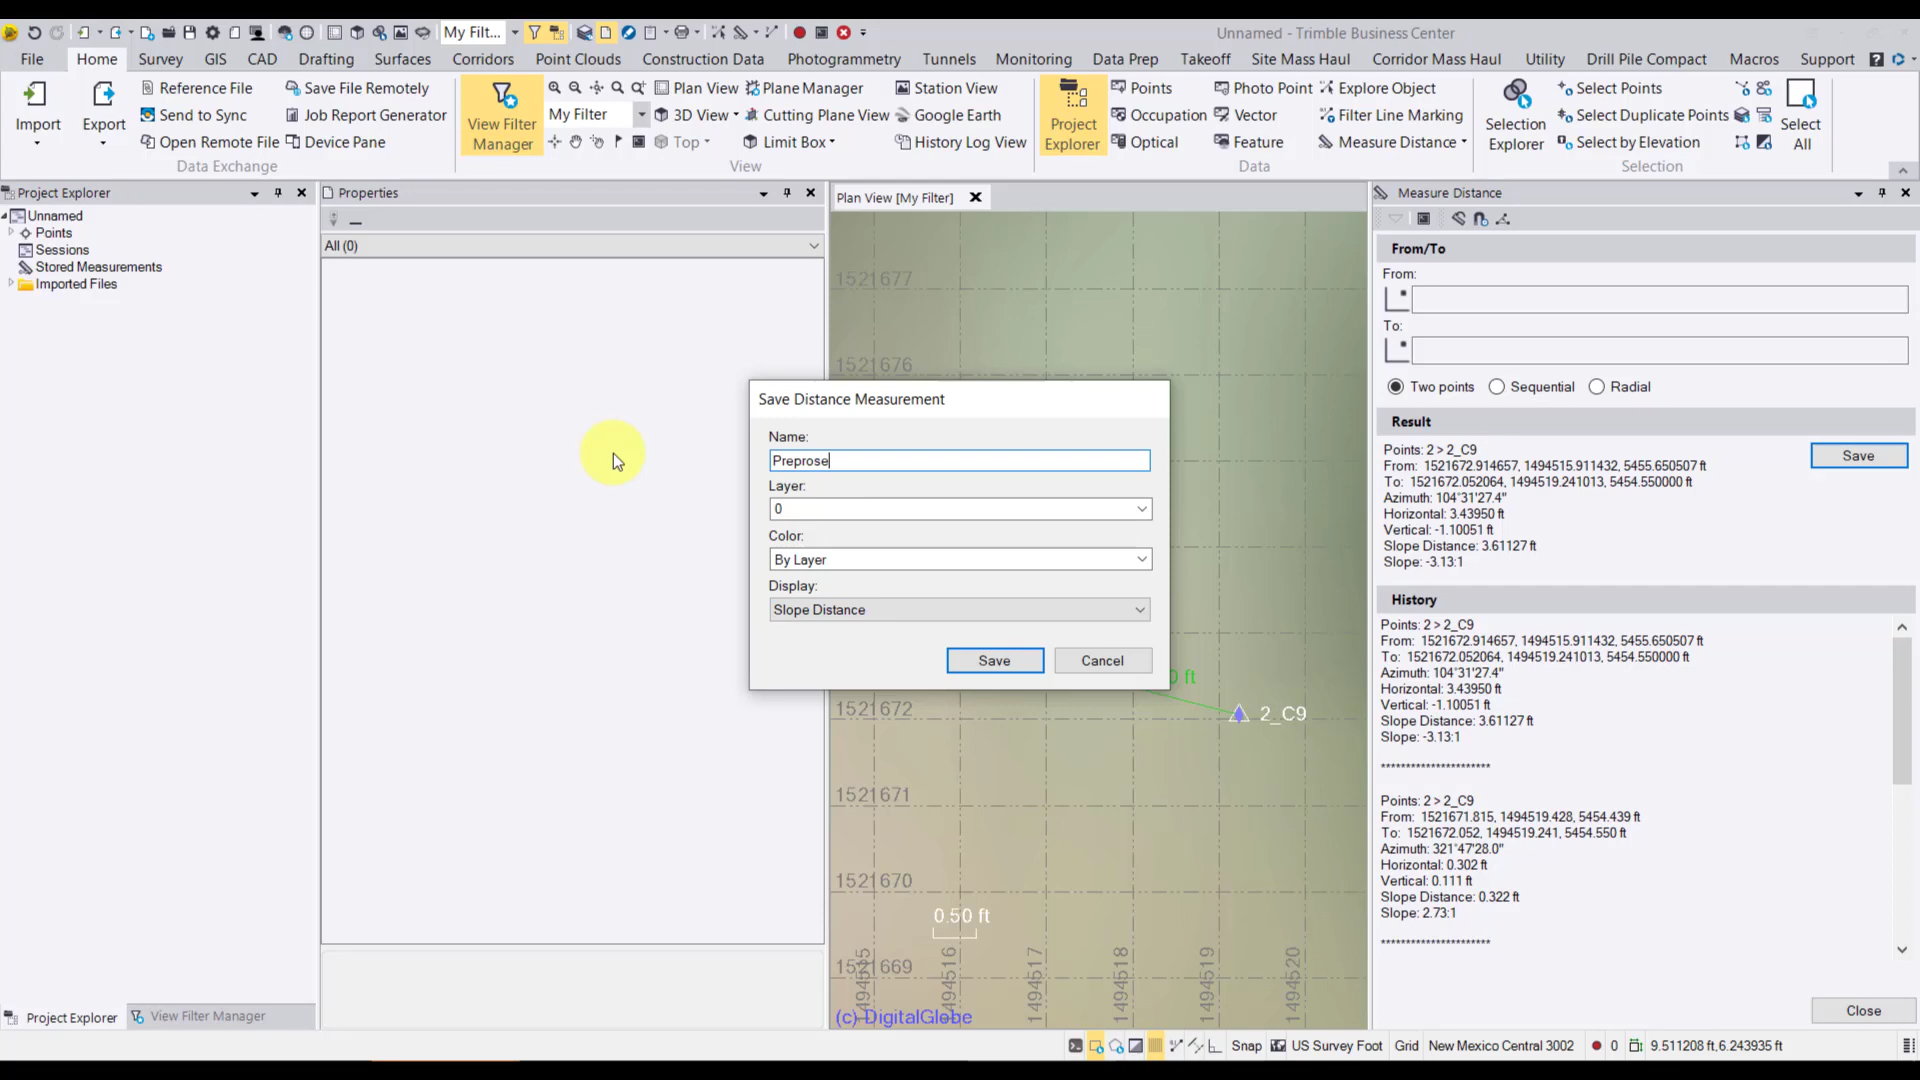 My Filt...
Unnamed - Trimble Business Center
File Home Survey GIS CAD Drafting Surfaces Corridors Point Clouds Construction Data Photogrammetry Tunnels Monitoring Data Prep Takeoff Site Mass Haul Corridor Mass Haul Utility Drill Pile Compact Macros Support
Import
Export
Reference File
Send to Sync
Open Remote File
Save File Remotely
Job Report Generator
Device Pane
Data Exchange
View Filter
Manager
My Filter
Plan View
3D View
Top
Plane Manager
Cutting Plane View
Limit Box
Station View
Google Earth
History Log View
View
Project
Explorer
Points
Occupation
Optical
Photo Point
Vector
Feature
Explore Object
Filter Line Marking
Measure Distance
Data
Selection
Explorer
Select Points
Select Duplicate Points
Select by Elevation
Select
All
Selection
Project Explorer
Unnamed
Points
Sessions
Stored Measurements
Imported Files
Project Explorer
View Filter Manager
Properties
All (0)
Plan View [My Filter]
1521677
1521676
1521672
1521671
1521670
1521669
0 ft
2_C9
0.50 ft
1494516
1494517
1494518
1494519
1494520
(c) DigitalGlobe
Save Distance Measurement
Name:
Preprose
Layer:
0
Color:
By Layer
Display:
Slope Distance
Save
Cancel
Measure Distance
From/To
From:
To:
Two points
Sequential
Radial
Result
Points: 2 > 2_C9
From: 1521672.914657, 1494515.911432, 5455.650507 ft
To: 1521672.052064, 1494519.241013, 5454.550000 ft
Azimuth: 104°31'27.4"
Horizontal: 3.43950 ft
Vertical: -1.10051 ft
Slope Distance: 3.61127 ft
Slope: -3.13:1
Save
History
Points: 2 > 2_C9
From: 1521672.914657, 1494515.911432, 5455.650507 ft
To: 1521672.052064, 1494519.241013, 5454.550000 ft
Azimuth: 104°31'27.4"
Horizontal: 3.43950 ft
Vertical: -1.10051 ft
Slope Distance: 3.61127 ft
Slope: -3.13:1
**********************
Points: 2 > 2_C9
From: 1521671.815, 1494519.428, 5454.439 ft
To: 1521672.052, 1494519.241, 5454.550 ft
Azimuth: 321°47'28.0"
Horizontal: 0.302 ft
Vertical: 0.111 ft
Slope Distance: 0.322 ft
Slope: 2.73:1
**********************
Close
Snap
US Survey Foot
Grid
New Mexico Central 3002
0
9.511208 ft,6.243935 ft